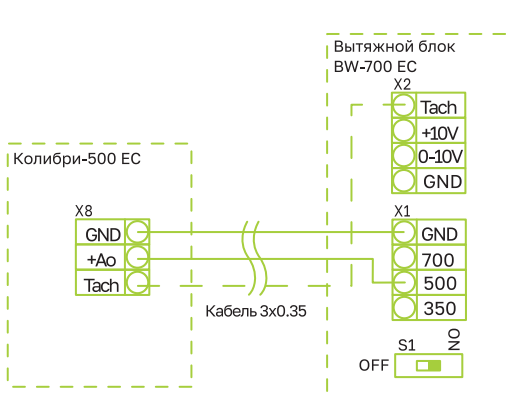 Вытяжной блок
BW-700 EC
X2
Tach
+10V
0-10V
GND
Колибри-500 EC
X8
GND
+Ao
Tach
X1
GND
700
500
350
Кабель 3x0.35
S1
NO
OFF